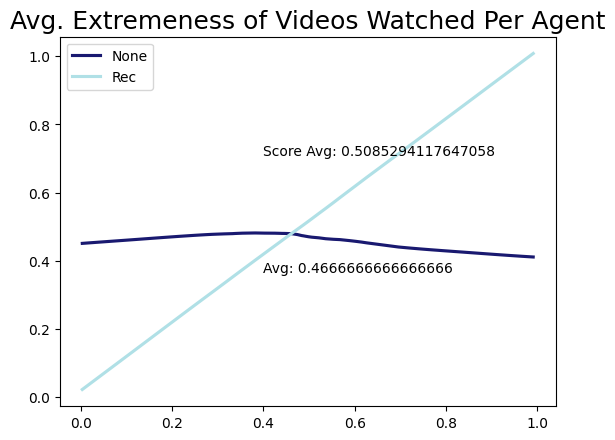 Avg. Extremeness of Videos Watched Per Agent
None
Rec
1.0
0.8
0.6
0.4
0.2
0.0
Score Avg: 0.5085294117647058
Avg: 0.4666666666666666
0.0 0.2 0.4 0.6 0.8 1.0